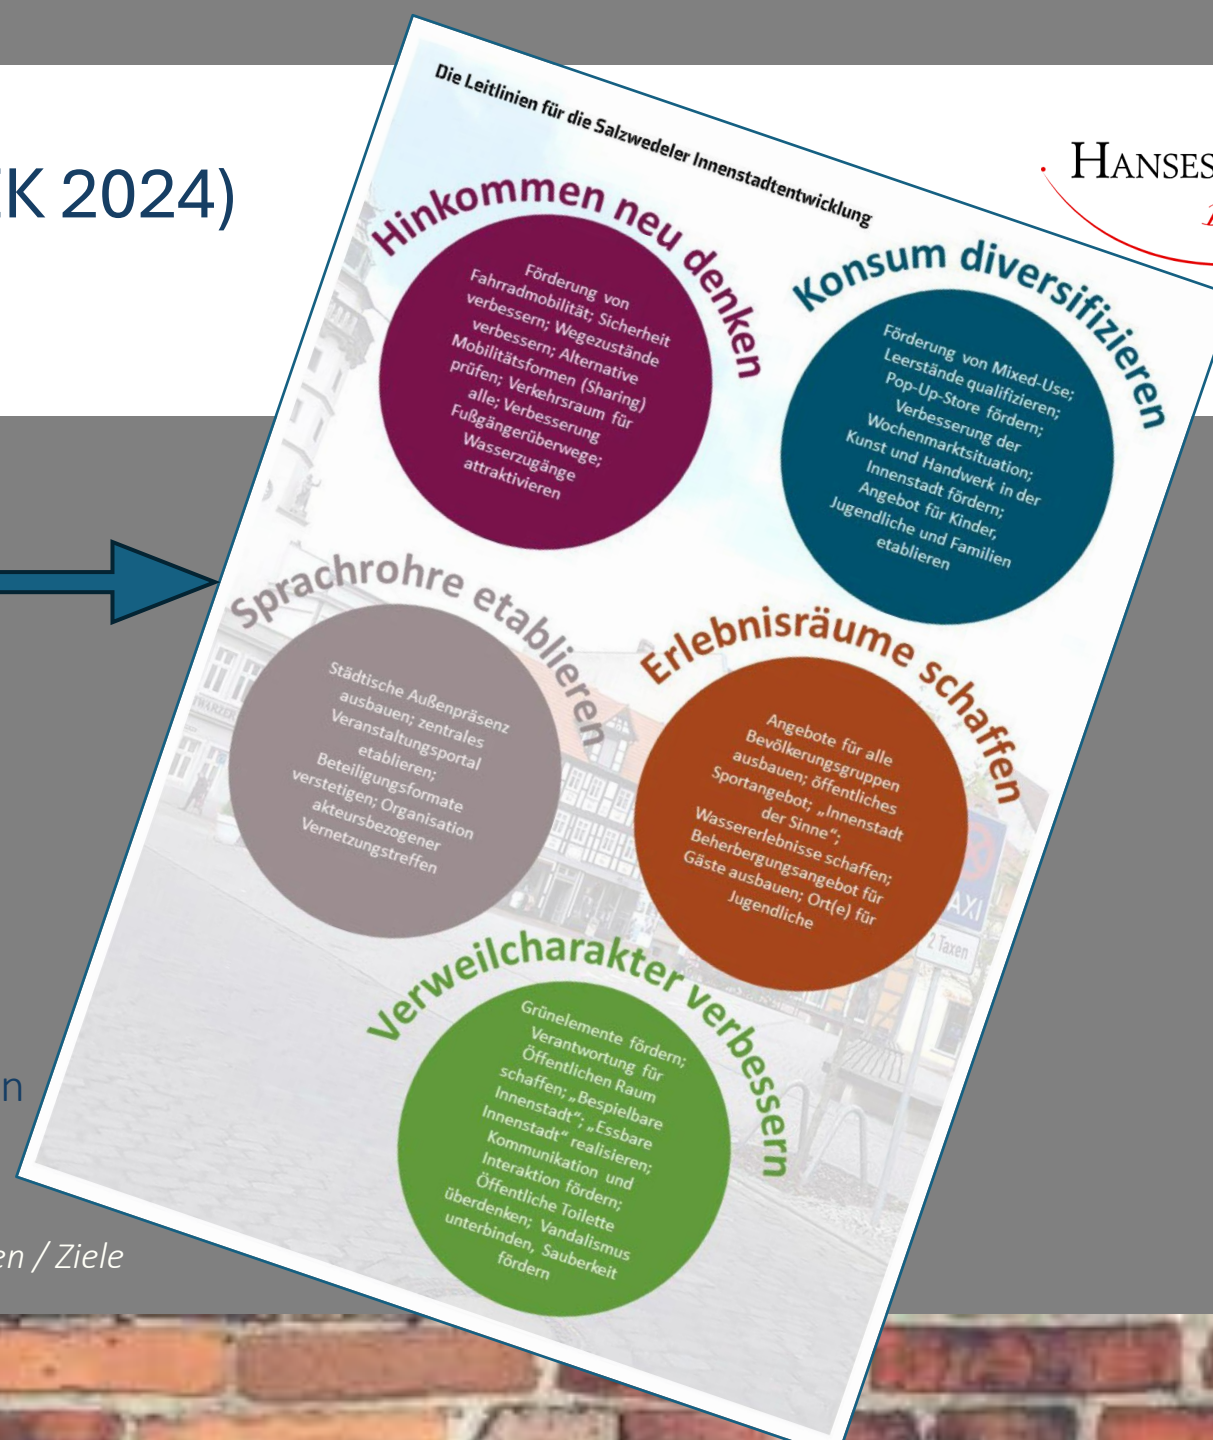 K 2024)
HANSES
Die Leitlinien für die Salzwedeler Innenstadtentwicklung
Hinkommen neu denken
Förderung von
Fahrradmobilität; Sicherheit
verbessern; Wegezustände
verbessern; Alternative
Mobilitätsformen (Sharing)
prüfen; Verkehrsraum für
alle; Verbesserung
Fußgängerüberwege;
Wasserzugänge
attraktivieren
Konsum diversifizieren
Förderung von Mixed-Use;
Leerstände qualifizieren;
Pop-Up-Store fördern;
Verbesserung der
Wochenmarktsituation;
Kunst und Handwerk in der
Innenstadt fördern;
Angebot für Kinder,
Jugendliche und Familien
etablieren
Sprachrohre etablieren
Städtische Außenpräsenz
ausbauen; zentrales
Veranstaltungsportal
etablieren;
Beteiligungsformate
verstetigen; Organisation
akteursbezogener
Vernetzungstreffen
Erlebnisräume schaffen
Angebote für alle
Bevölkerungsgruppen
ausbauen; öffentliches
Sportangebot; „Innenstadt
der Sinne“;
Wassererlebnisse schaffen;
Beherbergungsangebot für
Gäste ausbauen; Ort(e) für
Jugendliche
TAXI
2 Taxen
Verweilcharakter verbessern
Grünelemente fördern;
Verantwortung für
Öffentlichen Raum
schaffen; „Bespielbare
Innenstadt“; „Essbare
Innenstadt“ realisieren;
Kommunikation und
Interaktion fördern;
Öffentliche Toilette
überdenken; Vandalismus
unterbinden, Sauberkeit
fördern
n
en / Ziele